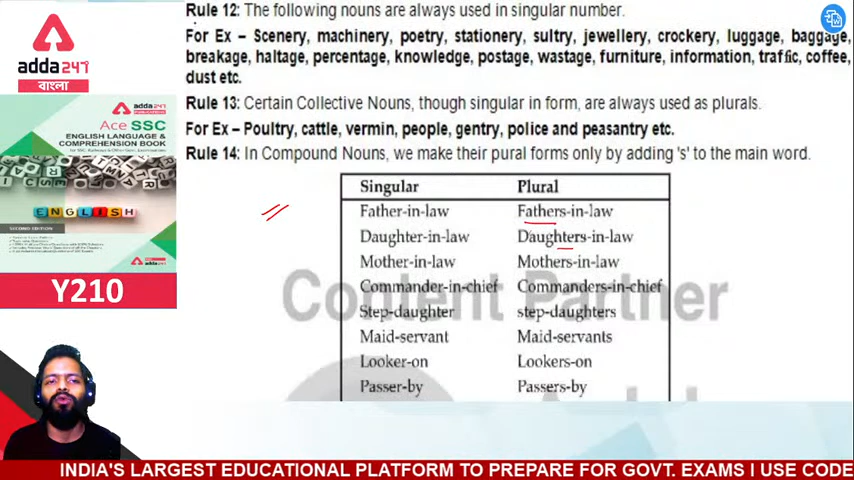 Rule 12: The following nouns are always used in singular number.
For Ex – Scenery, machinery, poetry, stationery, sultry, jewellery, crockery, luggage, baggage,
breakage, haltage, percentage, knowledge, postage, wastage, furniture, information, traffic, coffee,
dust etc.
Rule 13: Certain Collective Nouns, though singular in form, are always used as plurals.
For Ex – Poultry, cattle, vermin, people, gentry, police and peasantry etc.
Rule 14: In Compound Nouns, we make their pural forms only by adding 's' to the main word.
Singular Plural
Father-in-law Fathers-in-law
Daughter-in-law Daughters-in-law
Mother-in-law Mothers-in-law
Commander-in-chief Commanders-in-chief
Step-daughter step-daughters
Maid-servant Maid-servants
Looker-on Lookers-on
Passer-by Passers-by
Content Partner
adda247
বাংলা
adda247
Ace SSC
ENGLISH LANGUAGE &
COMPREHENSION BOOK
ENGLISH
SECOND EDITION
adda247
Y210
INDIA'S LARGEST EDUCATIONAL PLATFORM TO PREPARE FOR GOVT. EXAMS I USE CODE